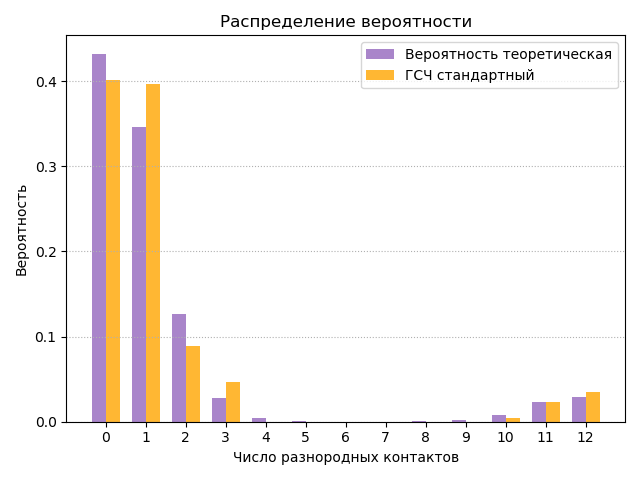 Распределение вероятности
Вероятность теоретическая
ГСЧ стандартный
Вероятность
0.4
0.3
0.2
0.1
0.0
0 1 2 3 4 5 6 7 8 9 10 11 12
Число разнородных контактов